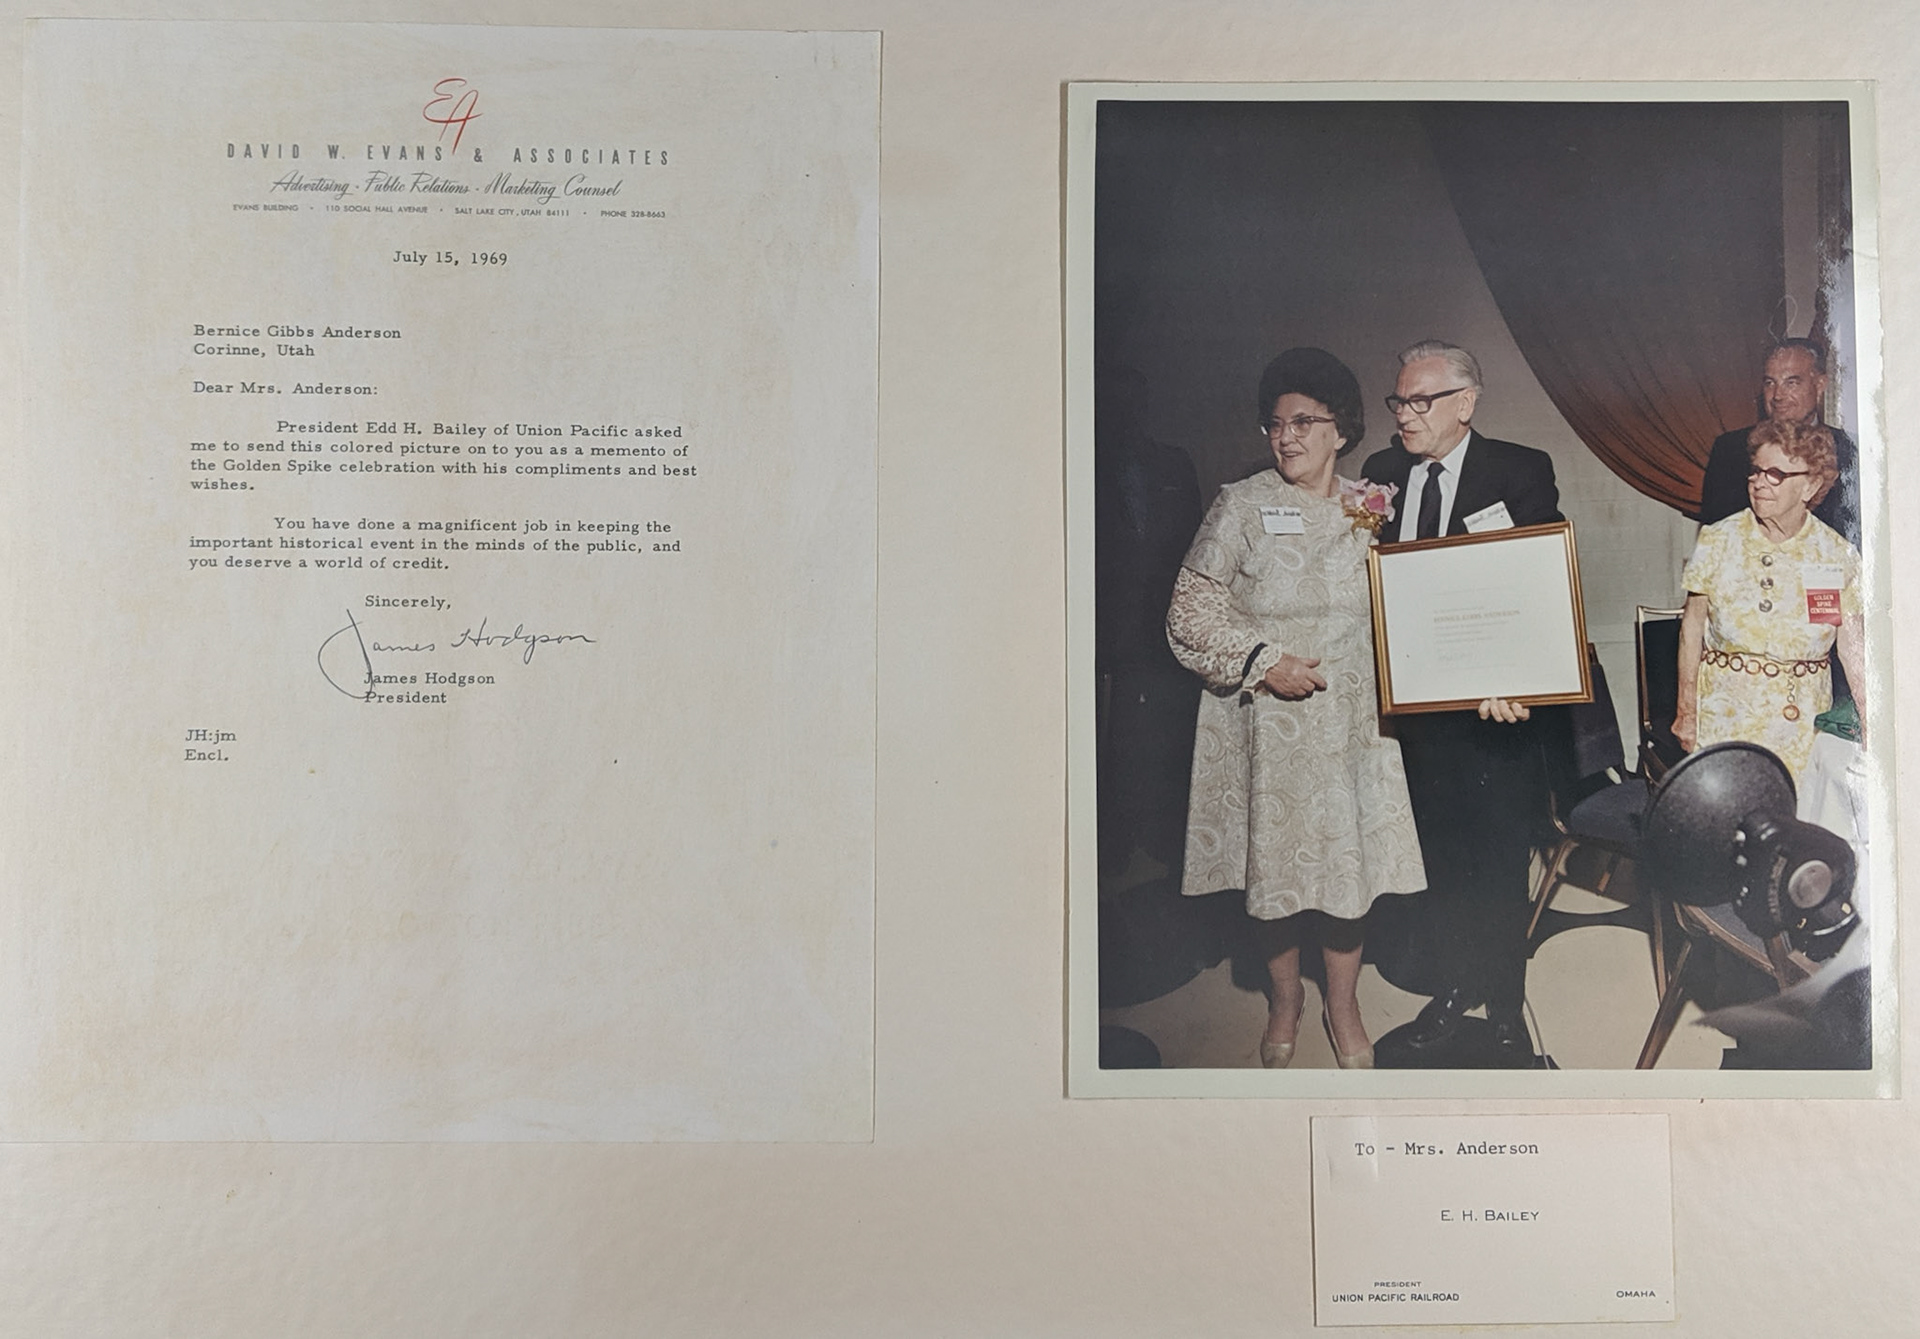 EA
DAVID W. EVANS & ASSOCIATES
Advertising · Public Relations · Marketing Counsel
EVANS BUILDING · 110 SOCIAL HALL AVENUE · SALT LAKE CITY, UTAH 84111 · PHONE 328-8663
July 15, 1969
Bernice Gibbs Anderson
Corinne, Utah
Dear Mrs. Anderson:
President Edd H. Bailey of Union Pacific asked
me to send this colored picture on to you as a memento of
the Golden Spike celebration with his compliments and best
wishes.
You have done a magnificent job in keeping the
important historical event in the minds of the public, and
you deserve a world of credit.
Sincerely,
James Hodgson
James Hodgson
President
JH:jm
Encl.
GOLDEN
SPIKE
CENTENNIAL
To - Mrs. Anderson
E. H. BAILEY
PRESIDENT
UNION PACIFIC RAILROAD
OMAHA